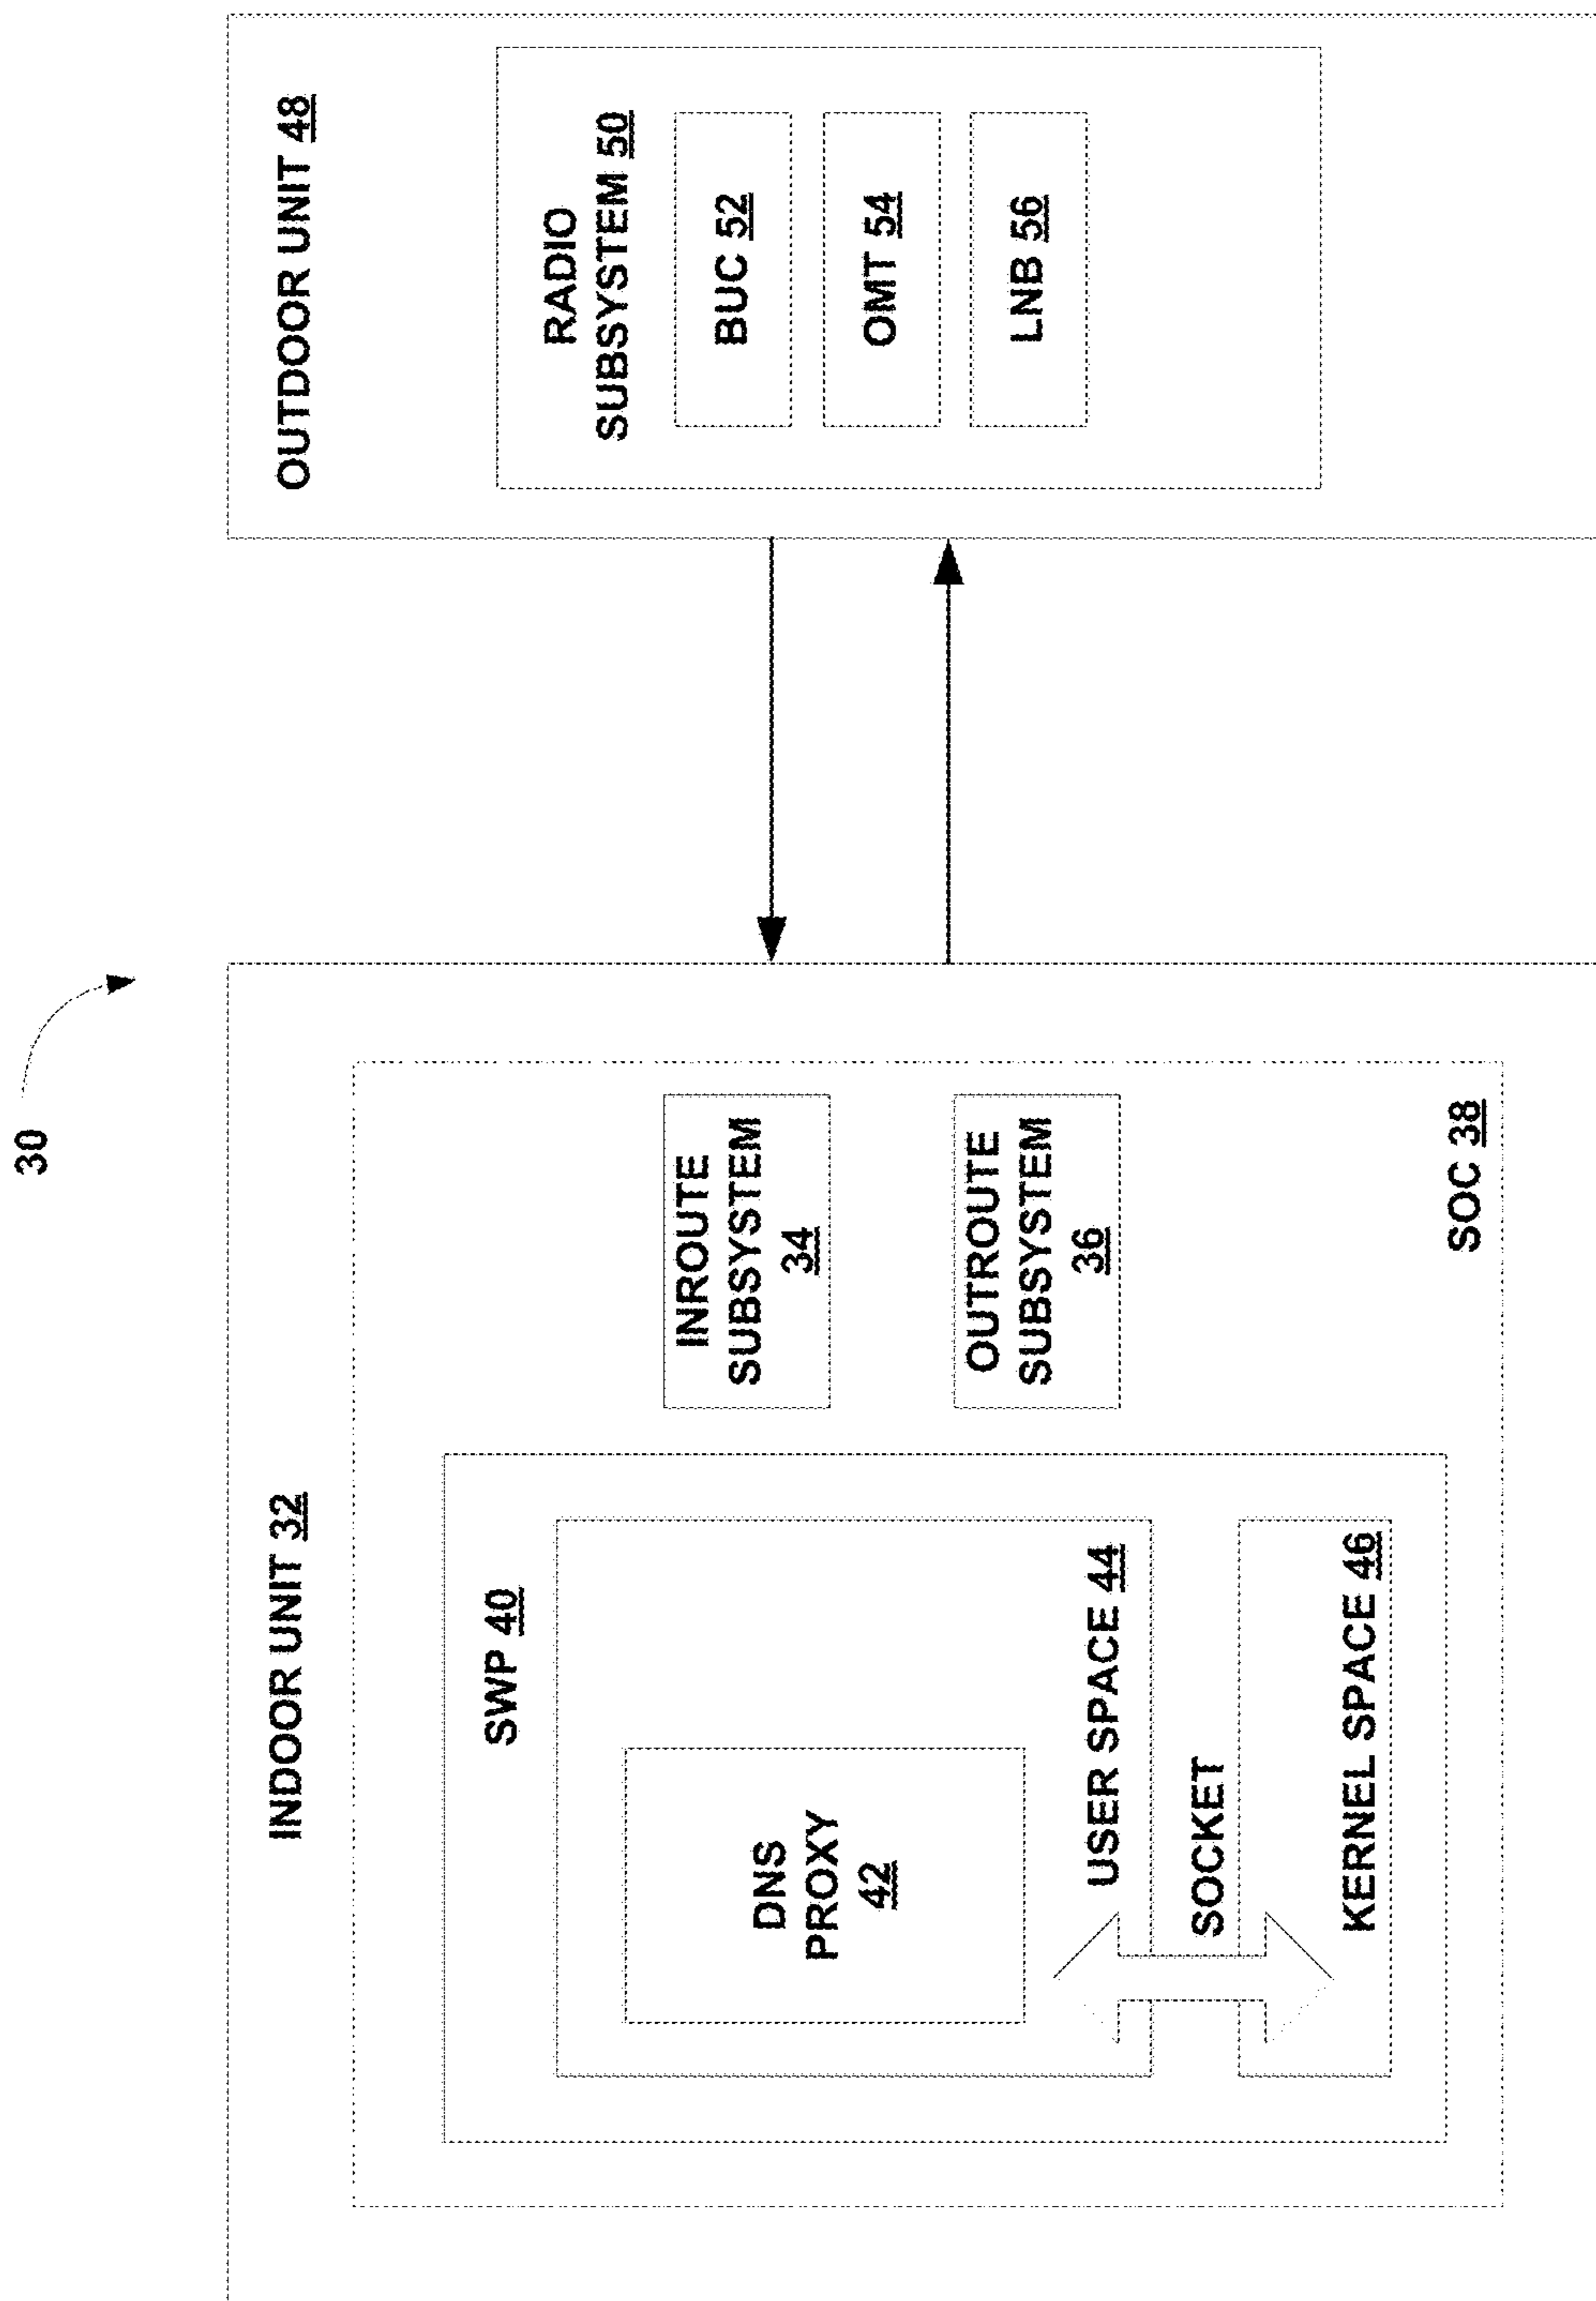 30
INDOOR UNIT 32
SWP 40
DNS
PROXY
42
USER SPACE 44
SOCKET
KERNEL SPACE 46
INROUTE
SUBSYSTEM
34
OUTROUTE
SUBSYSTEM
36
SOC 38
OUTDOOR UNIT 48
RADIO
SUBSYSTEM 50
BUC 52
OMT 54
LNB 56